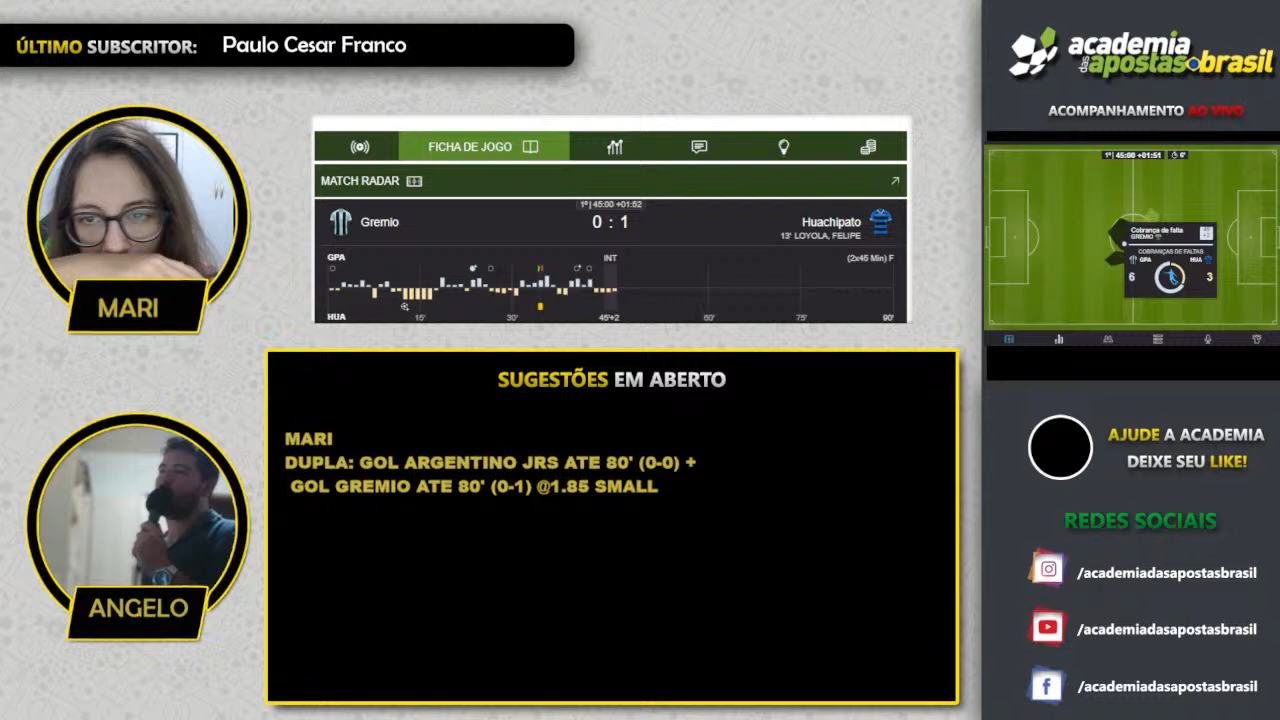 ÚLTIMO SUBSCRITOR: Paulo Cesar Franco
MARI
ANGELO
FICHA DE JOGO
MATCH RADAR
1º| 45:00 +01:52
Gremio 0 : 1 Huachipato
13' LOYOLA, FELIPE
GPA INT (2x45 Min) F
HUA 15' 30' 45'+2 60' 75' 90'
SUGESTÕES EM ABERTO
MARI
DUPLA: GOL ARGENTINO JRS ATE 80' (0-0) +
GOL GREMIO ATE 80' (0-1) @1.85 SMALL
academia
das apostas brasil
ACOMPANHAMENTO AO VIVO
1º| 45:00 +01:51
Cobrança de falta
GREMIO
COBRANÇAS DE FALTAS
GPA HUA
6 3
AJUDE A ACADEMIA
DEIXE SEU LIKE!
REDES SOCIAIS
/academiadasapostasbrasil
/academiadasapostasbrasil
/academiadasapostasbrasil